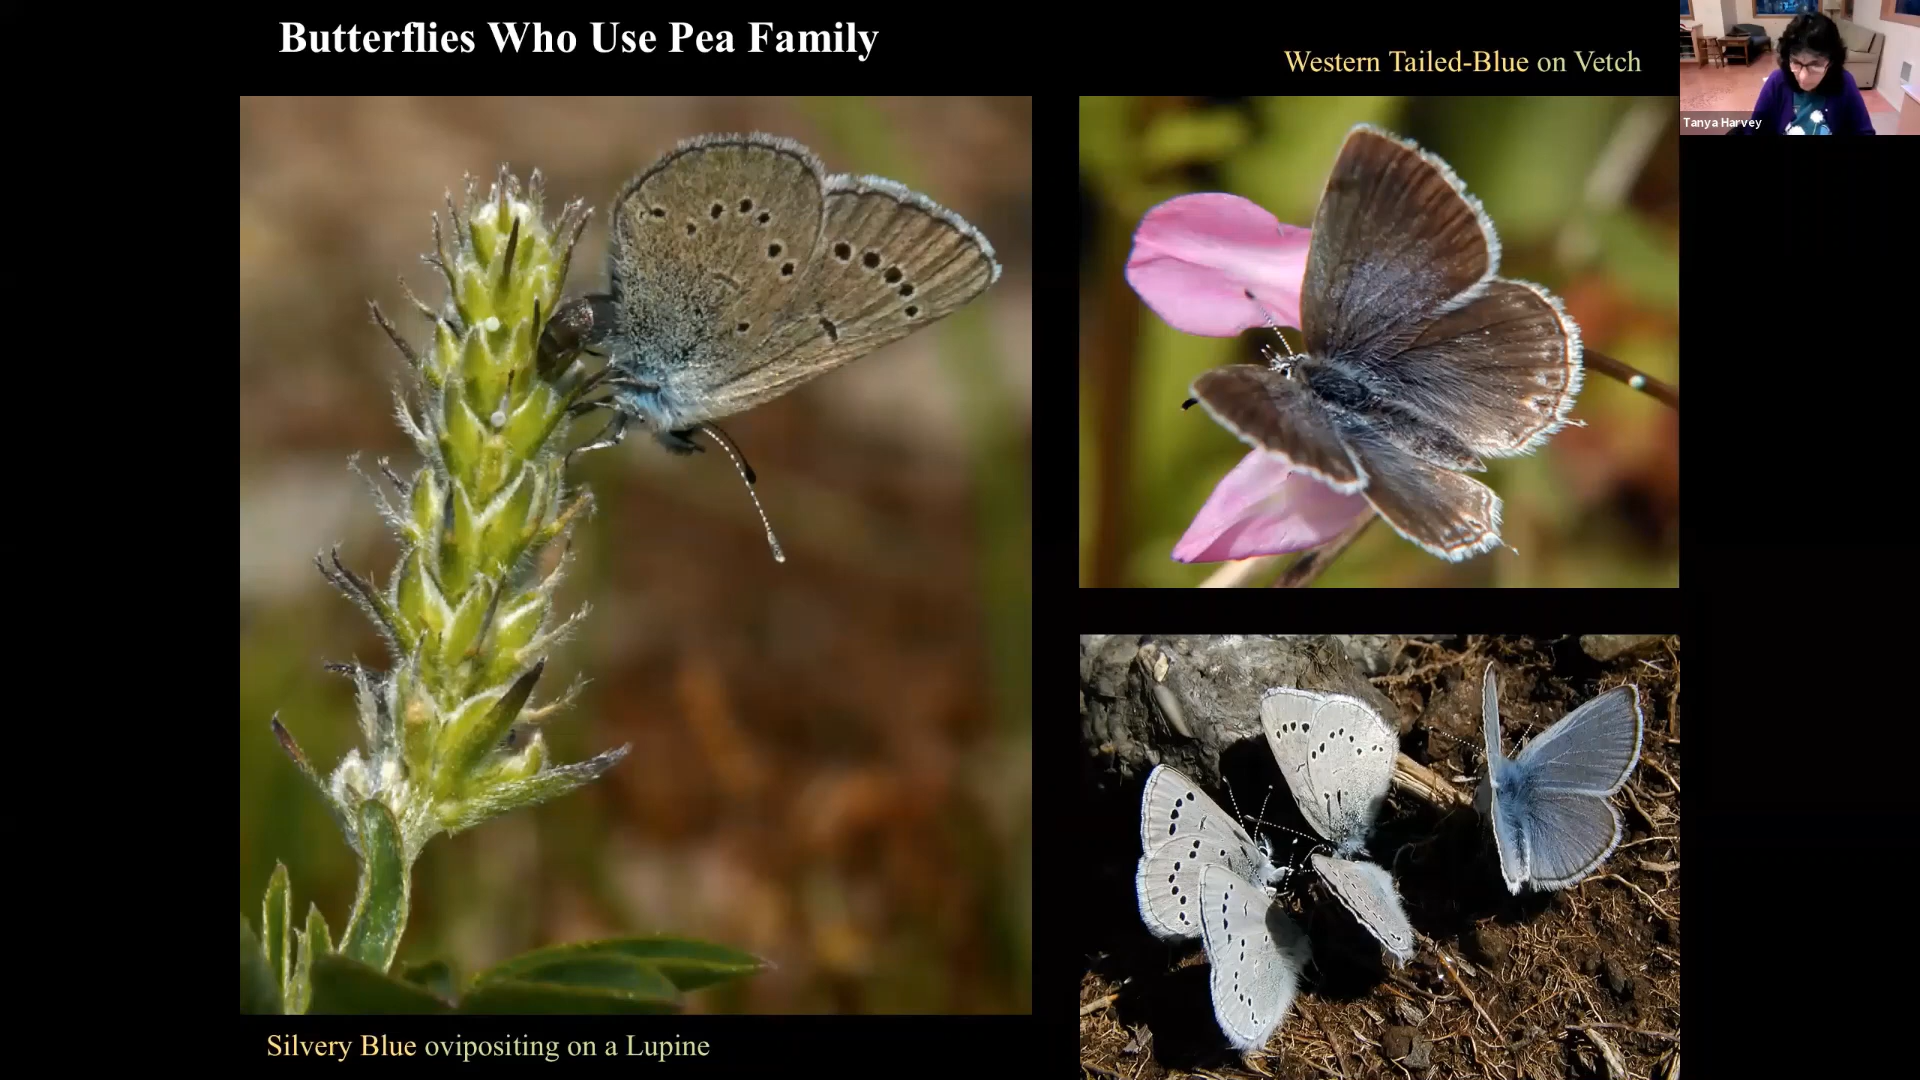 Butterflies Who Use Pea Family
Western Tailed-Blue on Vetch
Tanya Harvey
Silvery Blue ovipositing on a Lupine